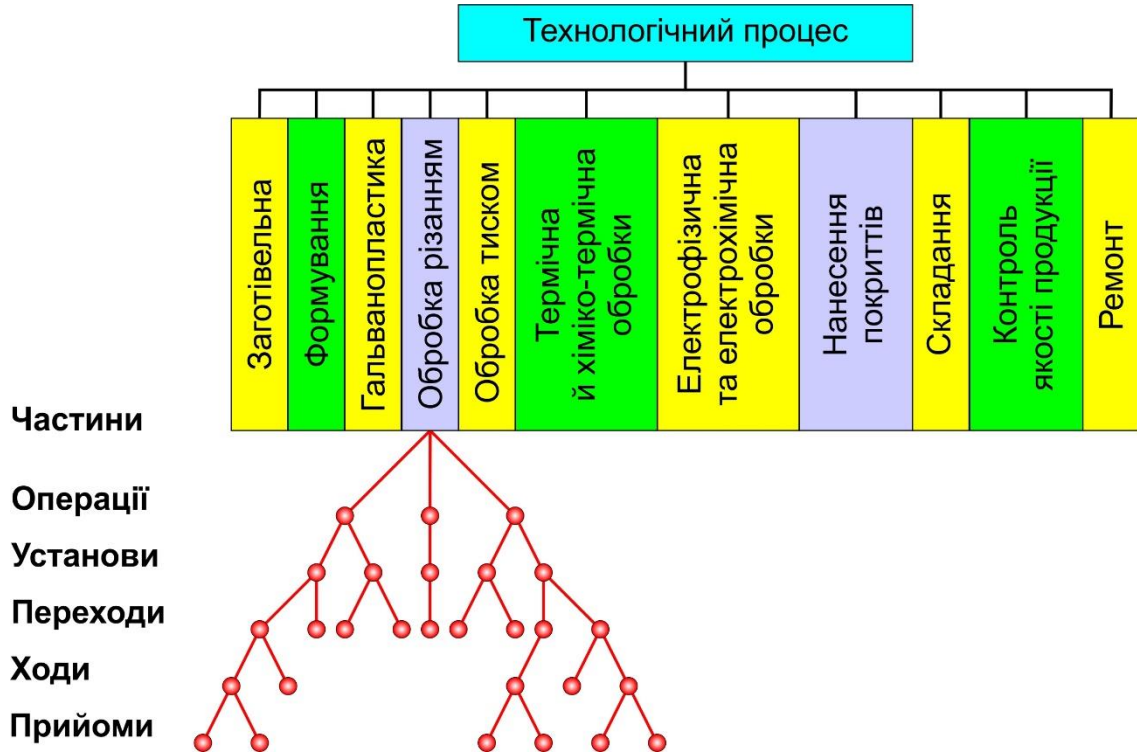 Технологічний процес
Заготівельна
Формування
Гальванопластика
Обробка різанням
Обробка тиском
Термічна
й хіміко-термічна
обробки
Електрофізична
та електрохімічна
обробки
Нанесення
покриттів
Складання
Контроль
якості продукції
Ремонт
Частини
Операції
Установи
Переходи
Ходи
Прийоми